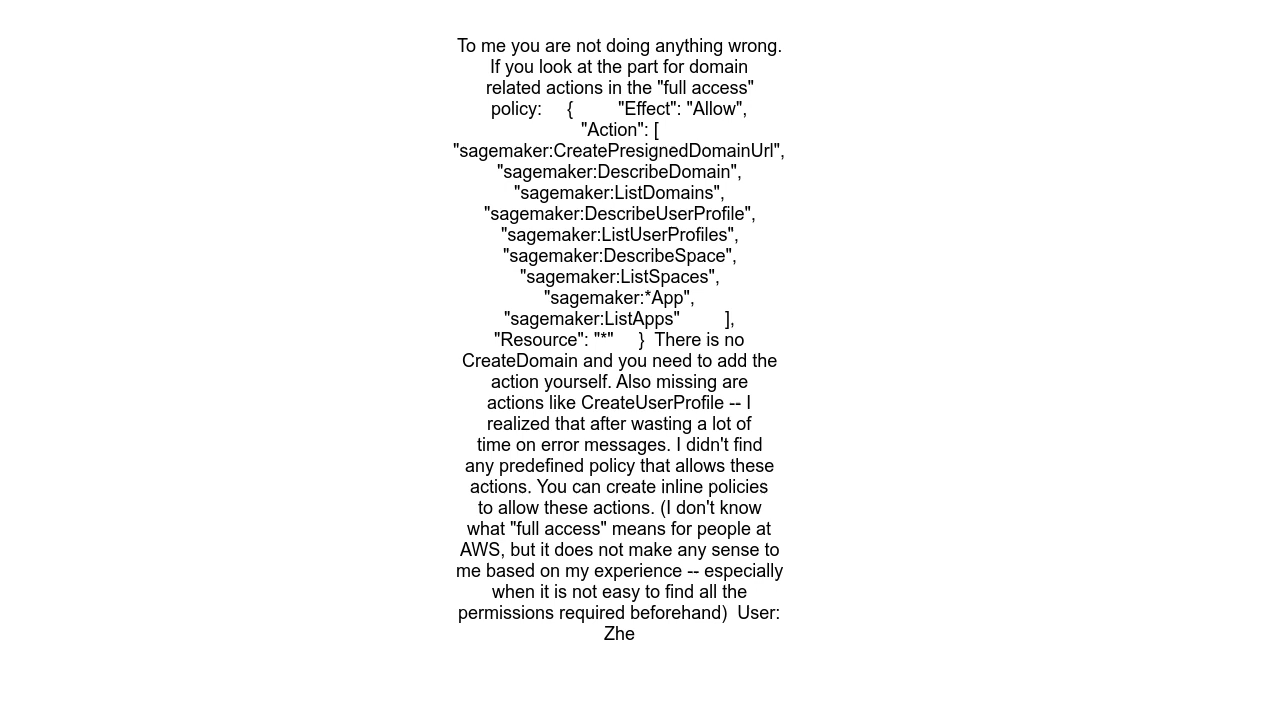 To me you are not doing anything wrong.
If you look at the part for domain
related actions in the "full access"
policy:     {         "Effect": "Allow",
"Action": [
"sagemaker:CreatePresignedDomainUrl",
"sagemaker:DescribeDomain",
"sagemaker:ListDomains",
"sagemaker:DescribeUserProfile",
"sagemaker:ListUserProfiles",
"sagemaker:DescribeSpace",
"sagemaker:ListSpaces",
"sagemaker:*App",
"sagemaker:ListApps"         ],
"Resource": "*"     }  There is no
CreateDomain and you need to add the
action yourself. Also missing are
actions like CreateUserProfile -- I
realized that after wasting a lot of
time on error messages. I didn't find
any predefined policy that allows these
actions. You can create inline policies
to allow these actions. (I don't know
what "full access" means for people at
AWS, but it does not make any sense to
me based on my experience -- especially
when it is not easy to find all the
permissions required beforehand)  User:
Zhe